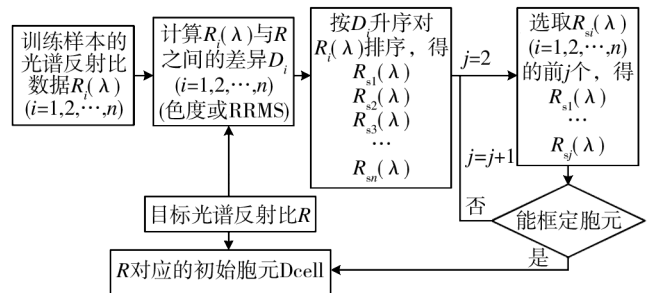 训练样本的
光谱反射比
数据Ri(λ)
(i=1,2,⋯,n)
计算Ri(λ)与R
之间的差异Di
(i=1,2,⋯,n)
(色度或RRMS)
按Di升序对
Ri(λ)排序，得
Rs1(λ)
Rs2(λ)
Rs3(λ)
⋯
Rsn(λ)
j=2
j=j+1
选取Rsi(λ)
(i=1,2,⋯,n)
的前j个，得
Rs1(λ)
⋯
Rsj(λ)
能框定胞元
否
是
目标光谱反射比R
R对应的初始胞元Dcell